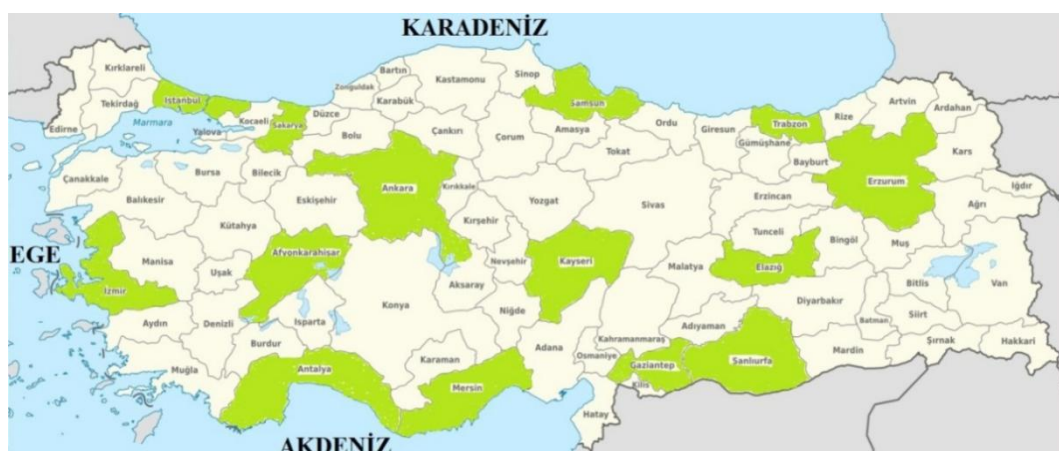 KARADENİZ
Kırklareli
Tekirdağ
Edirne
İstanbul
Marmara
Yalova
Kocaeli
Sakarya
Düzce
Zonguldak
Bartın
Karabük
Kastamonu
Sinop
Samsun
Bolu
Çankırı
Çorum
Amasya
Tokat
Ordu
Giresun
Trabzon
Gümüşhane
Rize
Bayburt
Artvin
Ardahan
Kars
Iğdır
Ağrı
Erzurum
Erzincan
Çanakkale
Balıkesir
Bursa
Bilecik
Eskişehir
Kütahya
Ankara
Kırıkkale
Kırşehir
Yozgat
Sivas
Tunceli
Bingöl
Muş
EGE
Manisa
İzmir
Uşak
Afyonkarahisar
Konya
Aksaray
Nevşehir
Kayseri
Malatya
Elazığ
Diyarbakır
Bitlis
Van
Batman
Siirt
Şırnak
Hakkari
Aydın
Denizli
Isparta
Burdur
Muğla
Antalya
Karaman
Mersin
Niğde
Adana
Kahramanmaraş
Osmaniye
Adıyaman
Gaziantep
Kilis
Şanlıurfa
Mardin
Hatay
AKDENİZ